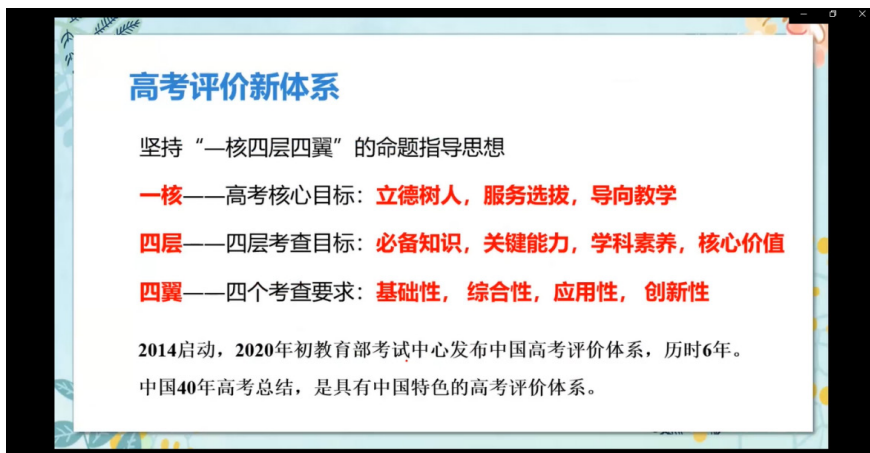 高考评价新体系
坚持“一核四层四翼”的命题指导思想
一核——高考核心目标：立德树人，服务选拔，导向教学
四层——四层考查目标：必备知识，关键能力，学科素养，核心价值
四翼——四个考查要求：基础性， 综合性，应用性， 创新性
2014启动，2020年初教育部考试中心发布中国高考评价体系，历时6年。
中国40年高考总结，是具有中国特色的高考评价体系。